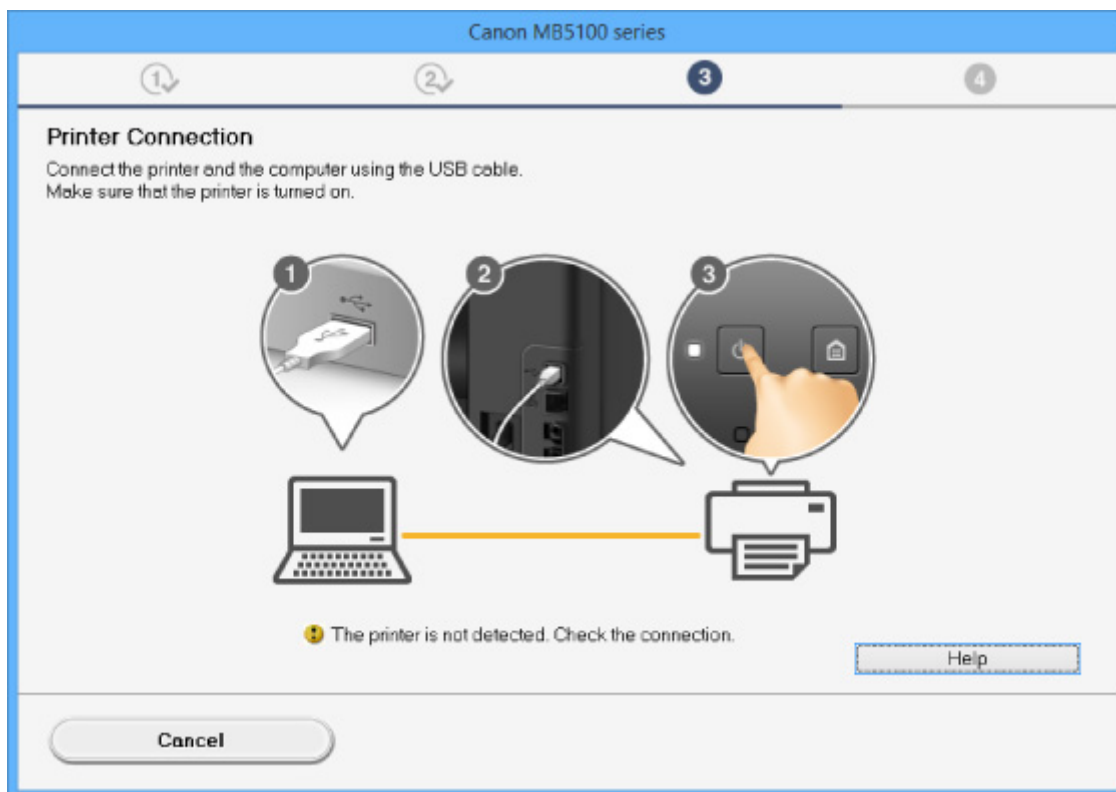 Canon MB5100 series
1 2 3 4
Printer Connection
Connect the printer and the computer using the USB cable.
Make sure that the printer is turned on.
1 2 3
The printer is not detected. Check the connection.
Help
Cancel